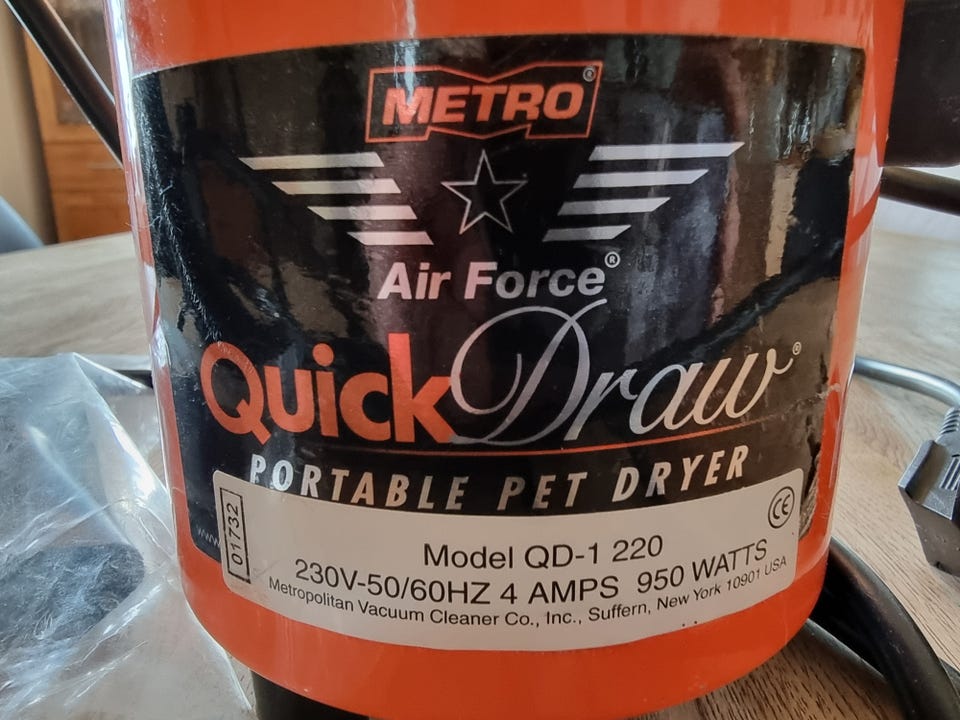 METRO®
Air Force®
QuickDraw®
PORTABLE PET DRYER
01732
CE
Model QD-1 220
230V-50/60HZ 4 AMPS 950 WATTS
Metropolitan Vacuum Cleaner Co., Inc., Suffern, New York 10901 USA